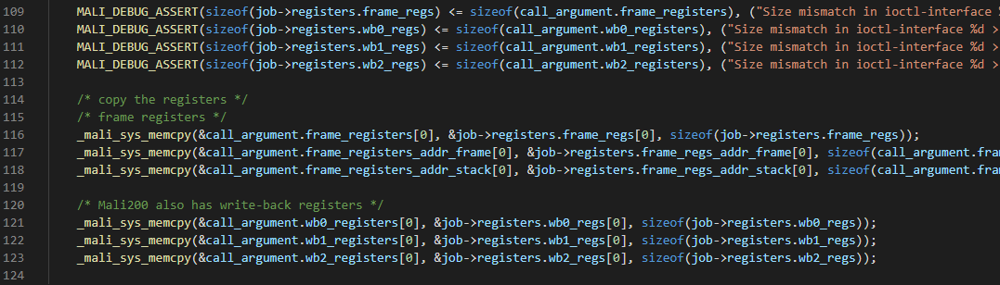 109 MALI_DEBUG_ASSERT(sizeof(job->registers.frame_regs) <= sizeof(call_argument.frame_registers), ("Size mismatch in ioctl-interface
110 MALI_DEBUG_ASSERT(sizeof(job->registers.wb0_regs) <= sizeof(call_argument.wb0_registers), ("Size mismatch in ioctl-interface %d >
111 MALI_DEBUG_ASSERT(sizeof(job->registers.wb1_regs) <= sizeof(call_argument.wb1_registers), ("Size mismatch in ioctl-interface %d >
112 MALI_DEBUG_ASSERT(sizeof(job->registers.wb2_regs) <= sizeof(call_argument.wb2_registers), ("Size mismatch in ioctl-interface %d >
113
114 /* copy the registers */
115 /* frame registers */
116 _mali_sys_memcpy(&call_argument.frame_registers[0], &job->registers.frame_regs[0], sizeof(job->registers.frame_regs));
117 _mali_sys_memcpy(&call_argument.frame_registers_addr_frame[0], &job->registers.frame_regs_addr_frame[0], sizeof(call_argument.fra
118 _mali_sys_memcpy(&call_argument.frame_registers_addr_stack[0], &job->registers.frame_regs_addr_stack[0], sizeof(call_argument.fra
119
120 /* Mali200 also has write-back registers */
121 _mali_sys_memcpy(&call_argument.wb0_registers[0], &job->registers.wb0_regs[0], sizeof(job->registers.wb0_regs));
122 _mali_sys_memcpy(&call_argument.wb1_registers[0], &job->registers.wb1_regs[0], sizeof(job->registers.wb1_regs));
123 _mali_sys_memcpy(&call_argument.wb2_registers[0], &job->registers.wb2_regs[0], sizeof(job->registers.wb2_regs));
124